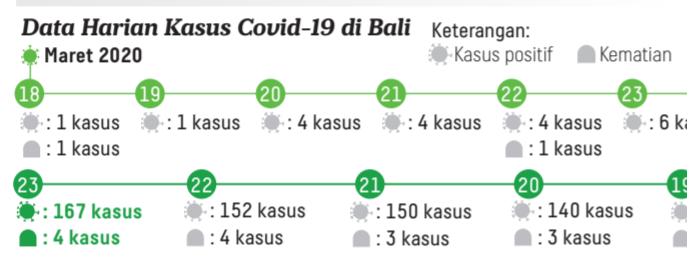 Data Harian Kasus Covid-19 di Bali
Keterangan:
Maret 2020
Kasus positif Kematian
18 19 20 21 22 23
: 1 kasus : 1 kasus : 4 kasus : 4 kasus : 4 kasus : 6
: 1 kasus : 1 kasus
23 22 21 20
: 167 kasus : 152 kasus : 150 kasus : 140 kasus
: 4 kasus : 4 kasus : 3 kasus : 3 kasus